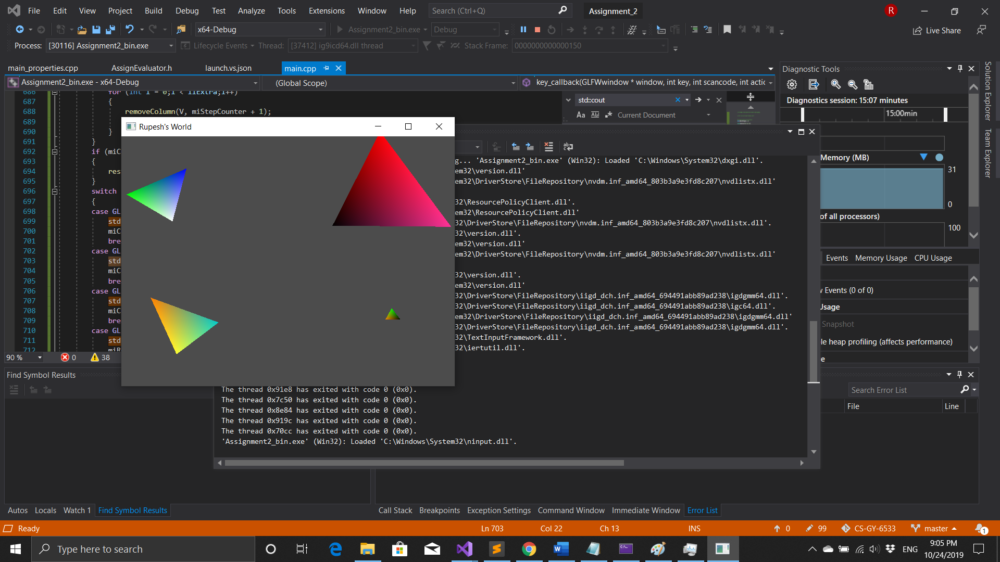 File Edit View Project Build Debug Test Analyze Tools Extensions Window Help Search (Ctrl+Q) Assignment_2 R
x64-Debug Assignment2_bin.exe Debug Live Share
Process: [30116] Assignment2_bin.exe Lifecycle Events Thread: [37412] ig9icd64.dll thread Stack Frame: 0000000000000150
main_properties.cpp AssignEvaluator.h launch.vs.json main.cpp
Assignment2_bin.exe - x64-Debug (Global Scope) key_callback(GLFWwindow * window, int key, int scancode, int actic
686 for (int i = 0;i < iiExtra;i++)
687 {
688 removeColumn(V, miStepCounter + 1);
689
690 }
691 }
692 if (miC
693 {
694 res
695 }
696 switch
697 {
698 case GL
699 std
700 miC
701 bre
702 case GL
703 std
704 miC
705 bre
706 case GL
707 std
708 miC
709 bre
710 case GL
711 std
712 miR
std::cout
Aa Ab Current Document
Rupesh's World
g... 'Assignment2_bin.exe' (Win32): Loaded 'C:\Windows\System32\dxgi.dll'.
em32\version.dll'
em32\DriverStore\FileRepository\nvdm.inf_amd64_803b3a9e3fd8c207\nvdlistx.dll'
32\ResourcePolicyClient.dll'.
em32\ResourcePolicyClient.dll'
32\DriverStore\FileRepository\nvdm.inf_amd64_803b3a9e3fd8c207\nvdlistx.dll'.
32\version.dll'.
em32\version.dll'
em32\DriverStore\FileRepository\nvdm.inf_amd64_803b3a9e3fd8c207\nvdlistx.dll'
32\version.dll'.
em32\version.dll'
32\DriverStore\FileRepository\iigd_dch.inf_amd64_694491abb89ad238\igdgmm64.dll'.
32\DriverStore\FileRepository\iigd_dch.inf_amd64_694491abb89ad238\igc64.dll'.
em32\DriverStore\FileRepository\iigd_dch.inf_amd64_694491abb89ad238\igdgmm64.dll'
32\DriverStore\FileRepository\iigd_dch.inf_amd64_694491abb89ad238\igdgmm64.dll'.
32\TextInputFramework.dll'.
32\iertutil.dll'.
The thread 0x91e8 has exited with code 0 (0x0).
The thread 0x7c50 has exited with code 0 (0x0).
The thread 0x8e84 has exited with code 0 (0x0).
The thread 0x919c has exited with code 0 (0x0).
The thread 0x70cc has exited with code 0 (0x0).
'Assignment2_bin.exe' (Win32): Loaded 'C:\Windows\System32\ninput.dll'.
Diagnostic Tools
Diagnostics session: 15:07 minutes
15:00min
Memory (MB)
31
0
of all processors)
100
Events Memory Usage CPU Usage
w Events (0 of 0)
Usage
Snapshot
le heap profiling (affects performance)
e
Solution Explorer
Team Explorer
90 % 0 38
Find Symbol Results
Search Error List
File Line
Autos Locals Watch 1 Find Symbol Results
Call Stack Breakpoints Exception Settings Command Window Immediate Window Error List
Ready Ln 703 Col 22 Ch 13 INS 0 99 CS-GY-6533 master 1
Type here to search
ENG
9:05 PM
10/24/2019